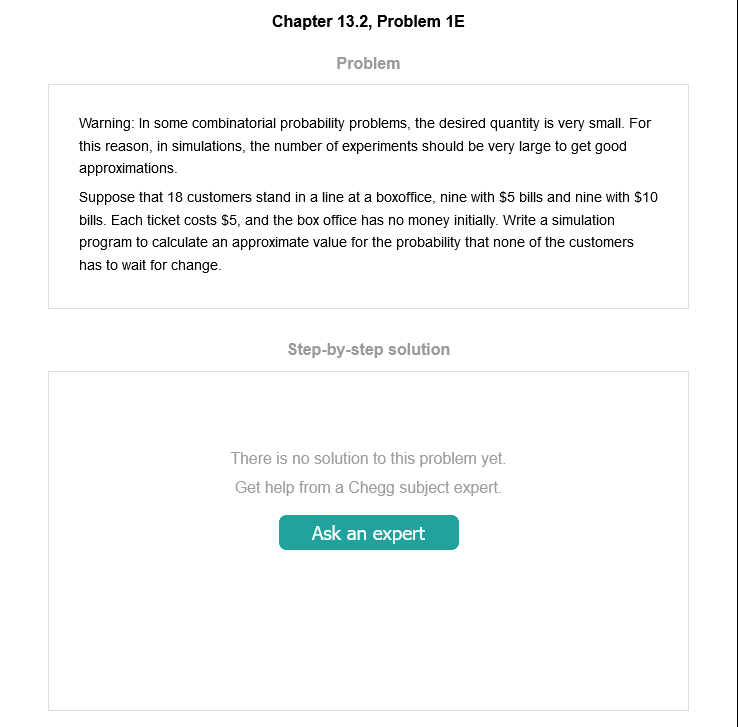 Chapter 13.2, Problem 1E
Problem
Warning: In some combinatorial probability problems, the desired quantity is very small. For
this reason, in simulations, the number of experiments should be very large to get good
approximations.
Suppose that 18 customers stand in a line at a boxoffice, nine with $5 bills and nine with $10
bills. Each ticket costs $5, and the box office has no money initially. Write a simulation
program to calculate an approximate value for the probability that none of the customers
has to wait for change.
Step-by-step solution
There is no solution to this problem yet.
Get help from a Chegg subject expert.
Ask an expert